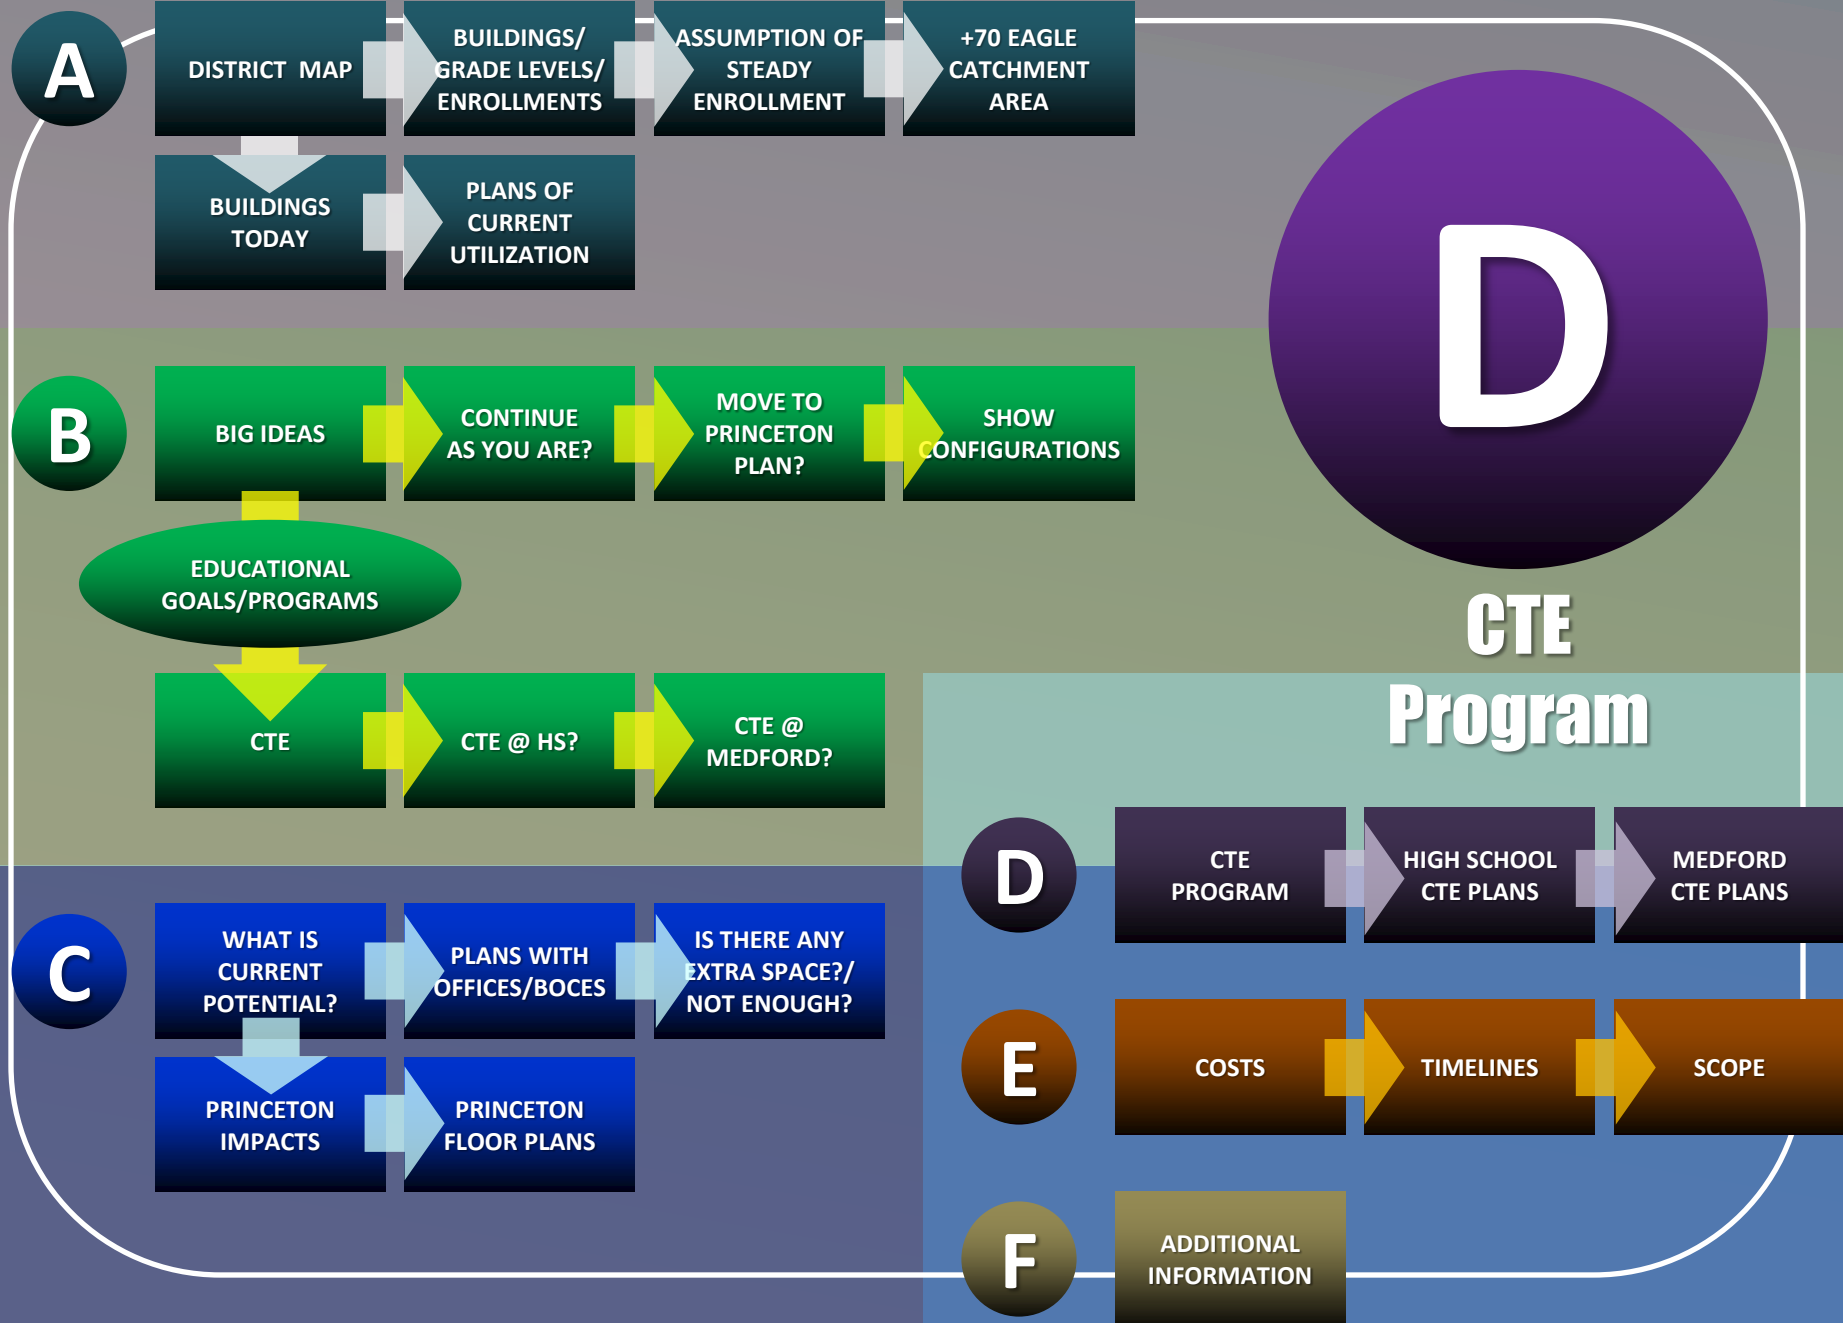 A
DISTRICT MAP
BUILDINGS/
GRADE LEVELS/
ENROLLMENTS
ASSUMPTION OF
STEADY
ENROLLMENT
+70 EAGLE
CATCHMENT
AREA
BUILDINGS
TODAY
PLANS OF
CURRENT
UTILIZATION
D
CTE
Program
B
BIG IDEAS
CONTINUE
AS YOU ARE?
MOVE TO
PRINCETON
PLAN?
SHOW
CONFIGURATIONS
EDUCATIONAL
GOALS/PROGRAMS
CTE
CTE @ HS?
CTE @
MEDFORD?
C
WHAT IS
CURRENT
POTENTIAL?
PLANS WITH
OFFICES/BOCES
IS THERE ANY
EXTRA SPACE?/
NOT ENOUGH?
PRINCETON
IMPACTS
PRINCETON
FLOOR PLANS
D
CTE
PROGRAM
HIGH SCHOOL
CTE PLANS
MEDFORD
CTE PLANS
E
COSTS
TIMELINES
SCOPE
F
ADDITIONAL
INFORMATION